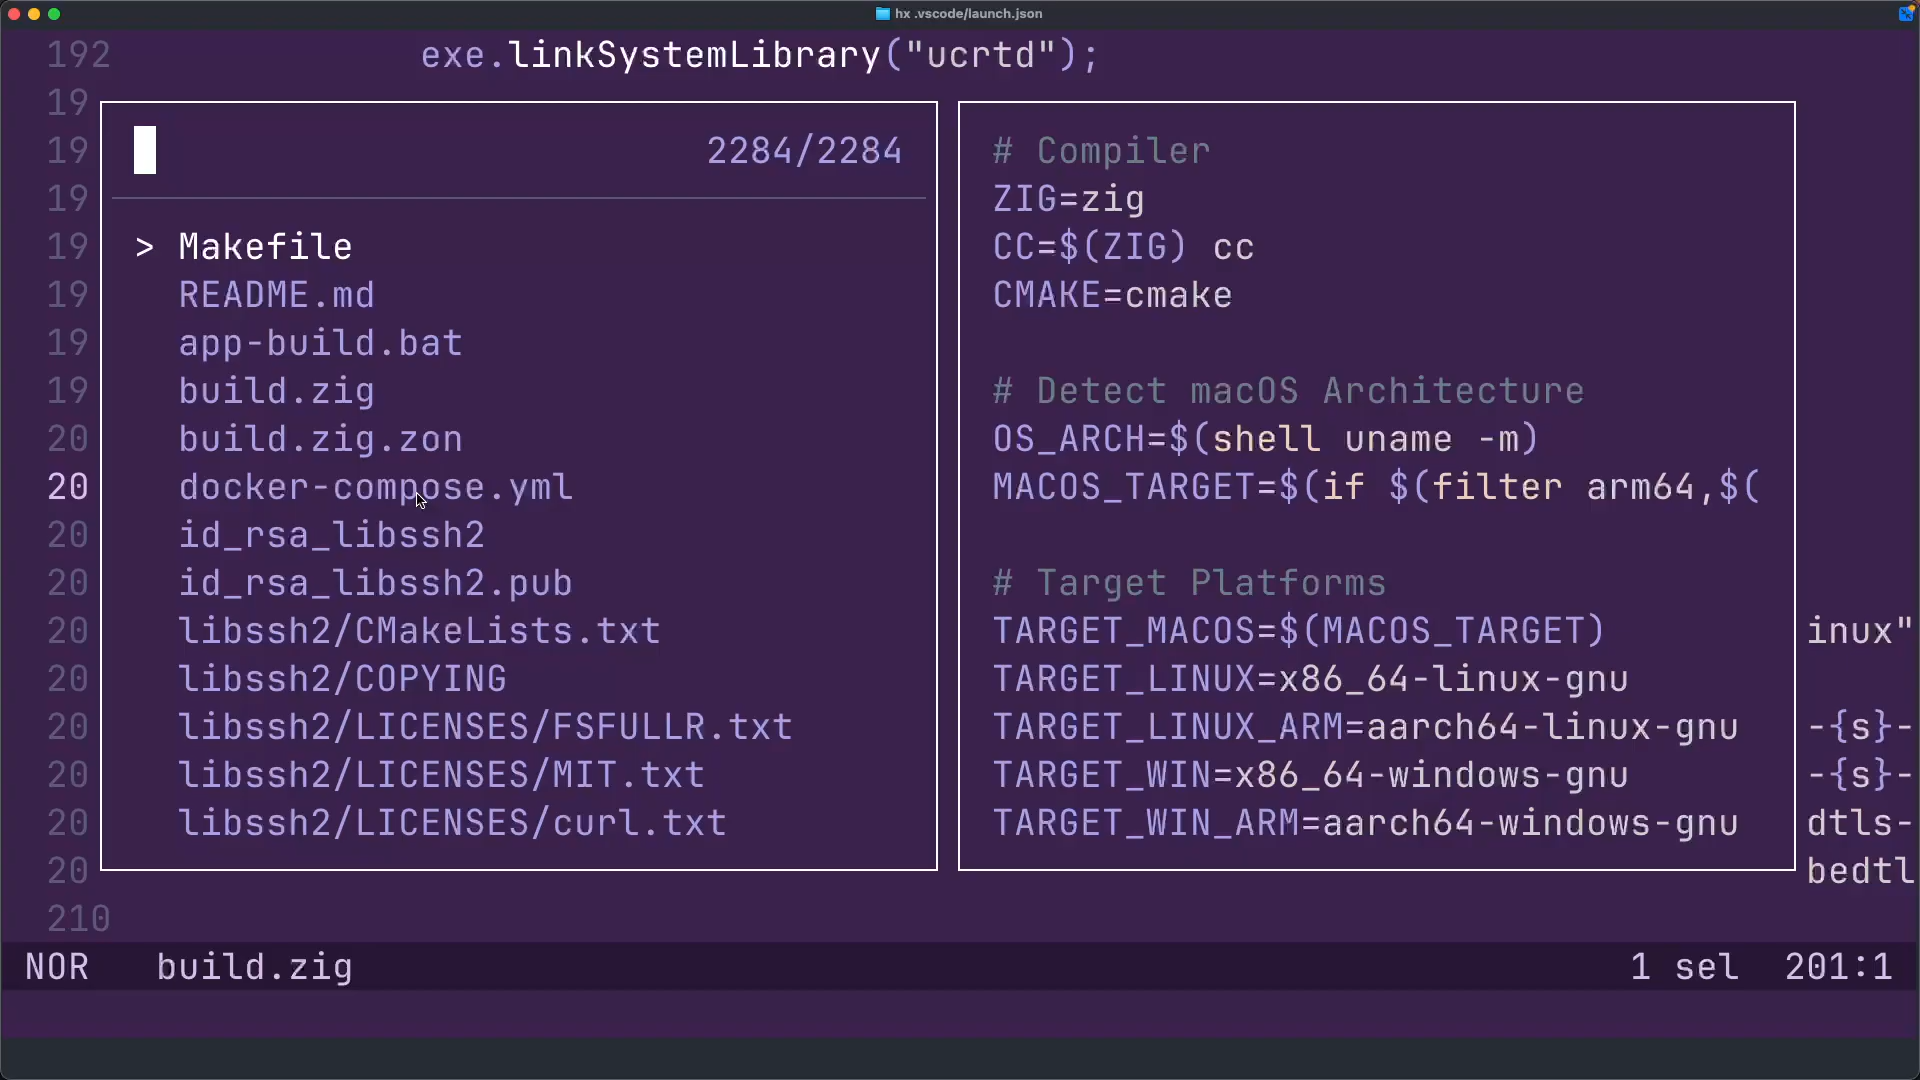 hx .vscode/launch.json
192 exe.linkSystemLibrary("ucrtd");
19
19
19
19
19
19
19
20
20
20
20
20
20
20
20
20
20
210
2284/2284
> Makefile
README.md
app-build.bat
build.zig
build.zig.zon
docker-compose.yml
id_rsa_libssh2
id_rsa_libssh2.pub
libssh2/CMakeLists.txt
libssh2/COPYING
libssh2/LICENSES/FSFULLR.txt
libssh2/LICENSES/MIT.txt
libssh2/LICENSES/curl.txt
# Compiler
ZIG=zig
CC=$(ZIG) cc
CMAKE=cmake
# Detect macOS Architecture
OS_ARCH=$(shell uname -m)
MACOS_TARGET=$(if $(filter arm64,$(
# Target Platforms
TARGET_MACOS=$(MACOS_TARGET)
TARGET_LINUX=x86_64-linux-gnu
TARGET_LINUX_ARM=aarch64-linux-gnu
TARGET_WIN=x86_64-windows-gnu
TARGET_WIN_ARM=aarch64-windows-gnu
inux"
-{s}-
-{s}-
dtls-
bedtl
NOR build.zig 1 sel 201:1